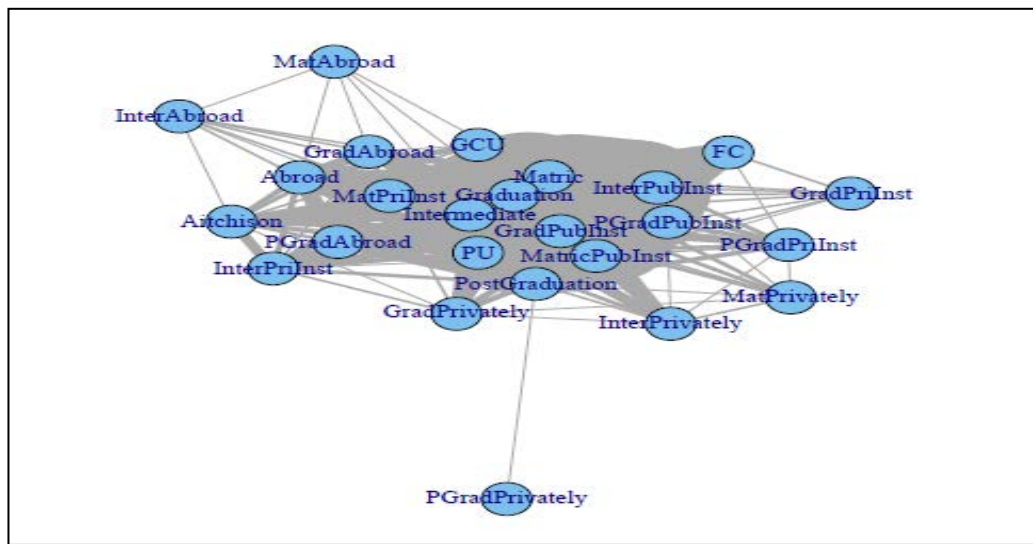 MatAbroad
InterAbroad
GradAbroad
GCU
FC
Abroad
Matric
MatPriInst
Graduation
InterPubInst
GradPriInst
Aitchison
Intermediate
PGradPubInst
GradPubInst
PGradAbroad
PGradPriInst
PU
MatricPubInst
InterPriInst
PostGraduation
MatPrivately
GradPrivately
InterPrivately
PGradPrivately